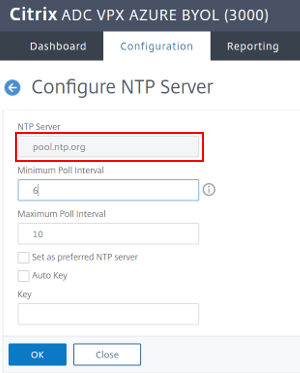 Citrix ADC VPX AZURE BYOL (3000)
Dashboard Configuration Reporting
Configure NTP Server
NTP Server
pool.ntp.org
Minimum Poll Interval
6
Maximum Poll Interval
10
Set as preferred NTP server
Auto Key
Key
OK Close